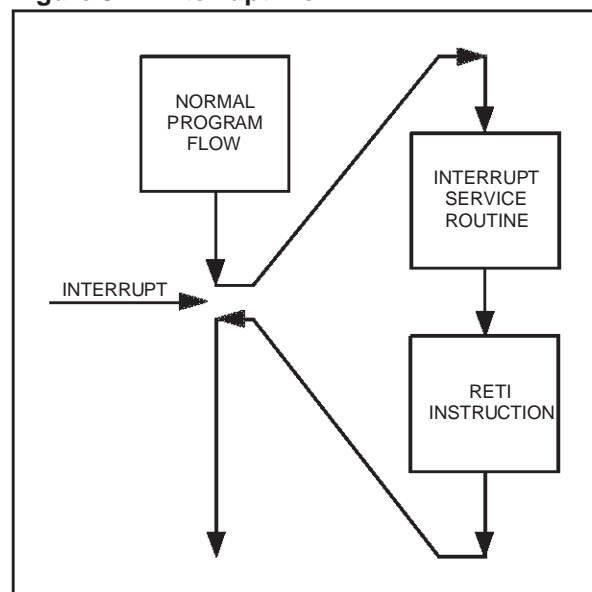 NORMAL
PROGRAM
FLOW
INTERRUPT
SERVICE
ROUTINE
INTERRUPT
RETI
INSTRUCTION